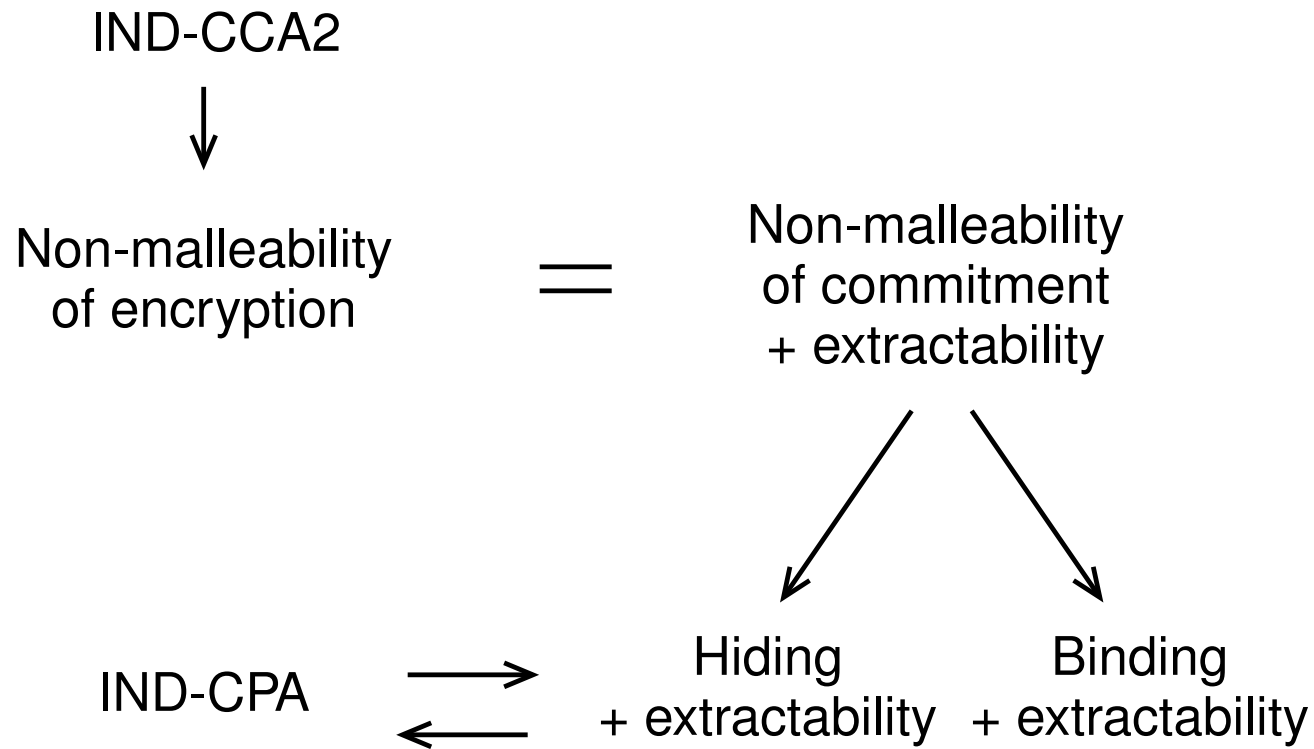 IND-CCA2
Non-malleability
of encryption
=
Non-malleability
of commitment
+ extractability
IND-CPA
Hiding
+ extractability
Binding
+ extractability